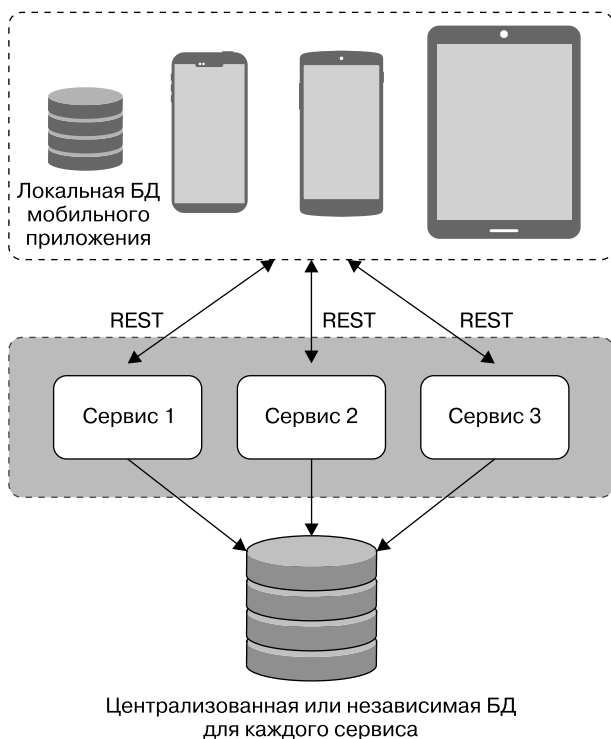 Локальная БД
мобильного
приложения
REST
REST
REST
Сервис 1
Сервис 2
Сервис 3
Централизованная или независимая БД
для каждого сервиса